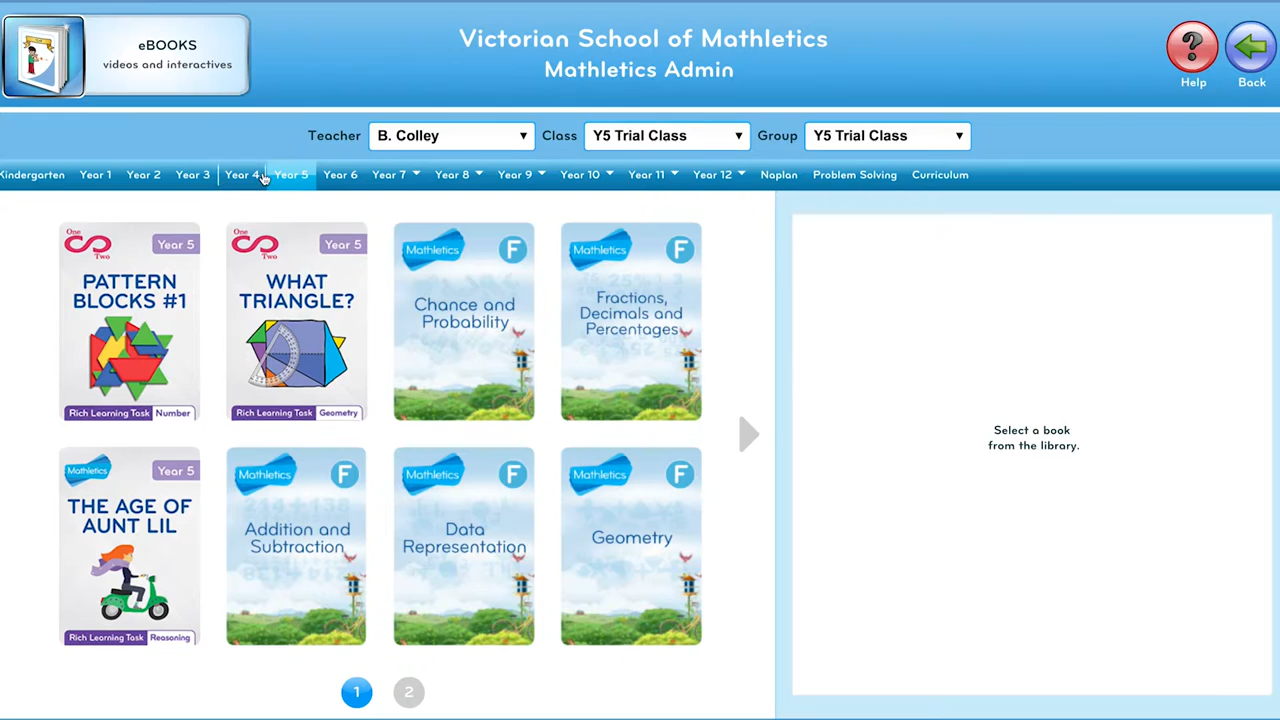 eBOOKS
videos and interactives
Victorian School of Mathletics
Mathletics Admin
?
Help
Back
Teacher B. Colley Class Y5 Trial Class Group Y5 Trial Class
Kindergarten Year 1 Year 2 Year 3 Year 4 Year 5 Year 6 Year 7 Year 8 Year 9 Year 10 Year 11 Year 12 Naplan Problem Solving Curriculum
One
Two
Year 5
PATTERN
BLOCKS #1
Rich Learning Task Number
One
Two
Year 5
WHAT
TRIANGLE?
Rich Learning Task Geometry
Mathletics F
Chance and
Probability
Mathletics F
Fractions,
Decimals and
Percentages
Mathletics Year 5
THE AGE OF
AUNT LIL
Rich Learning Task Reasoning
Mathletics F
Addition and
Subtraction
Mathletics F
Data
Representation
Mathletics F
Geometry
1 2
Select a book
from the library.